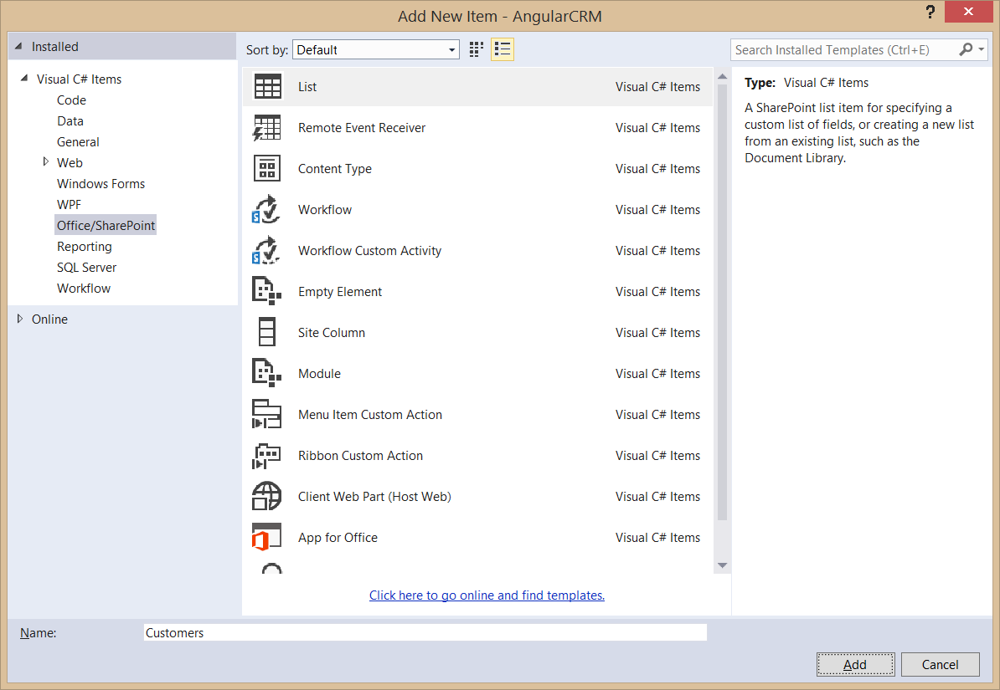 Add New Item - AngularCRM
?
Installed
Visual C# Items
Code
Data
General
Web
Windows Forms
WPF
Office/SharePoint
Reporting
SQL Server
Workflow
Online
Sort by: Default
List Visual C# Items
Remote Event Receiver Visual C# Items
Content Type Visual C# Items
Workflow Visual C# Items
Workflow Custom Activity Visual C# Items
Empty Element Visual C# Items
Site Column Visual C# Items
Module Visual C# Items
Menu Item Custom Action Visual C# Items
Ribbon Custom Action Visual C# Items
Client Web Part (Host Web) Visual C# Items
App for Office Visual C# Items
Click here to go online and find templates.
Search Installed Templates (Ctrl+E)
Type: Visual C# Items
A SharePoint list item for specifying a
custom list of fields, or creating a new list
from an existing list, such as the
Document Library.
Name: Customers
Add Cancel